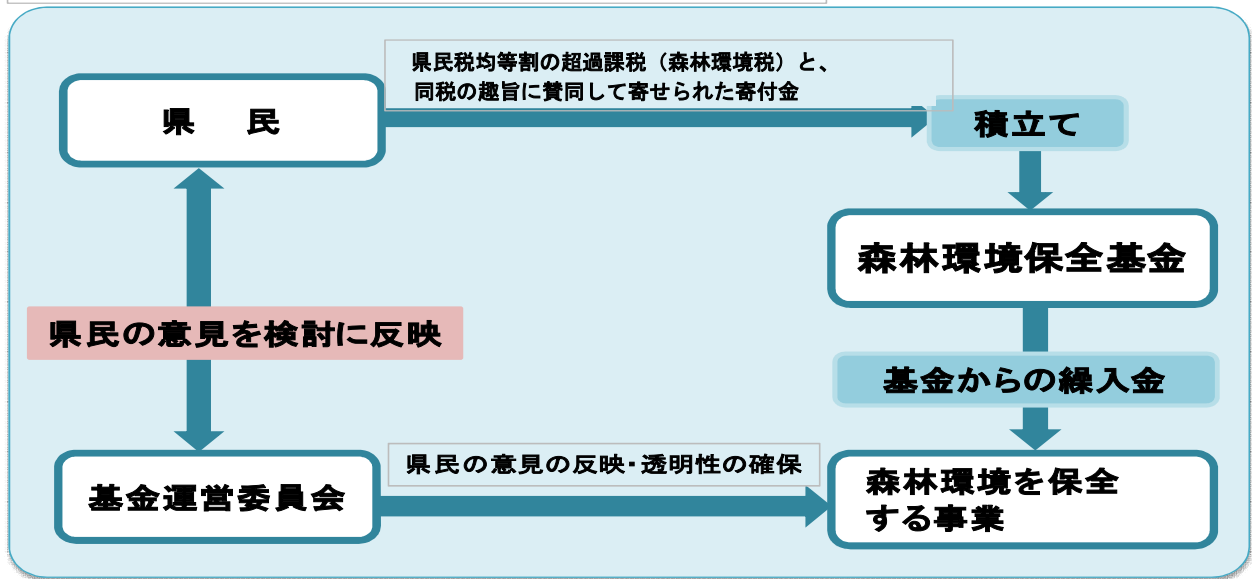 県民税均等割の超過課税（森林環境税）と、
同税の趣旨に賛同して寄せられた寄付金
県　民
積立て
森林環境保全基金
県民の意見を検討に反映
基金からの繰入金
県民の意見の反映・透明性の確保
基金運営委員会
森林環境を保全
する事業